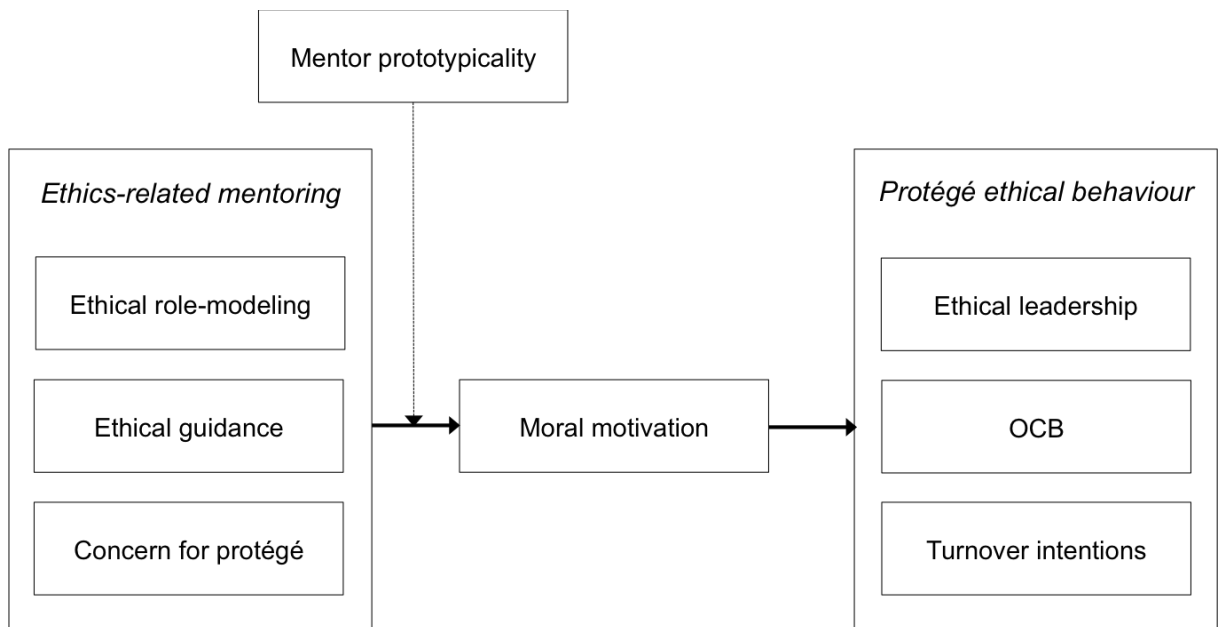 Mentor prototypicality
Ethics-related mentoring
Ethical role-modeling
Ethical guidance
Concern for protégé
Moral motivation
Protégé ethical behaviour
Ethical leadership
OCB
Turnover intentions